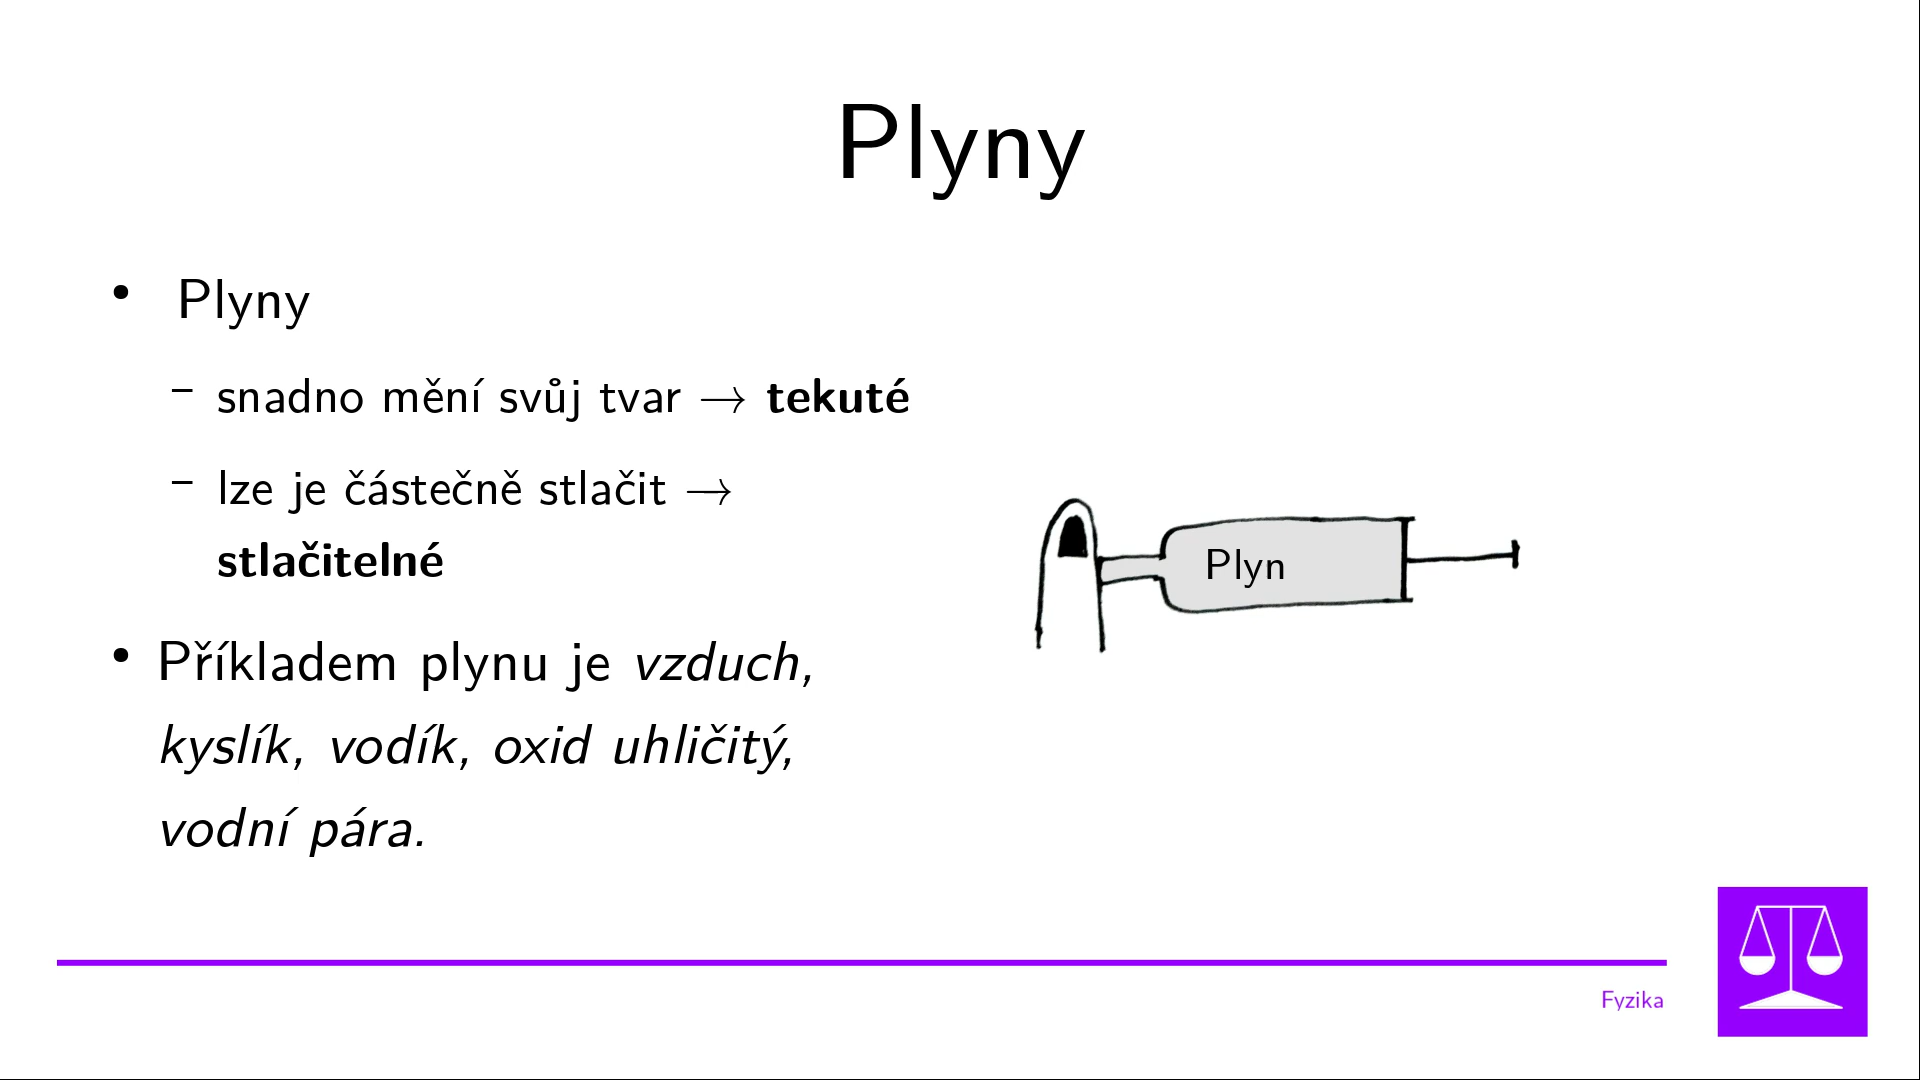 Plyny
• Plyny
– snadno mění svůj tvar → tekuté
– lze je částečně stlačit →
stlačitelné
• Příkladem plynu je vzduch,
kyslík, vodík, oxid uhličitý,
vodní pára.
Plyn
Fyzika